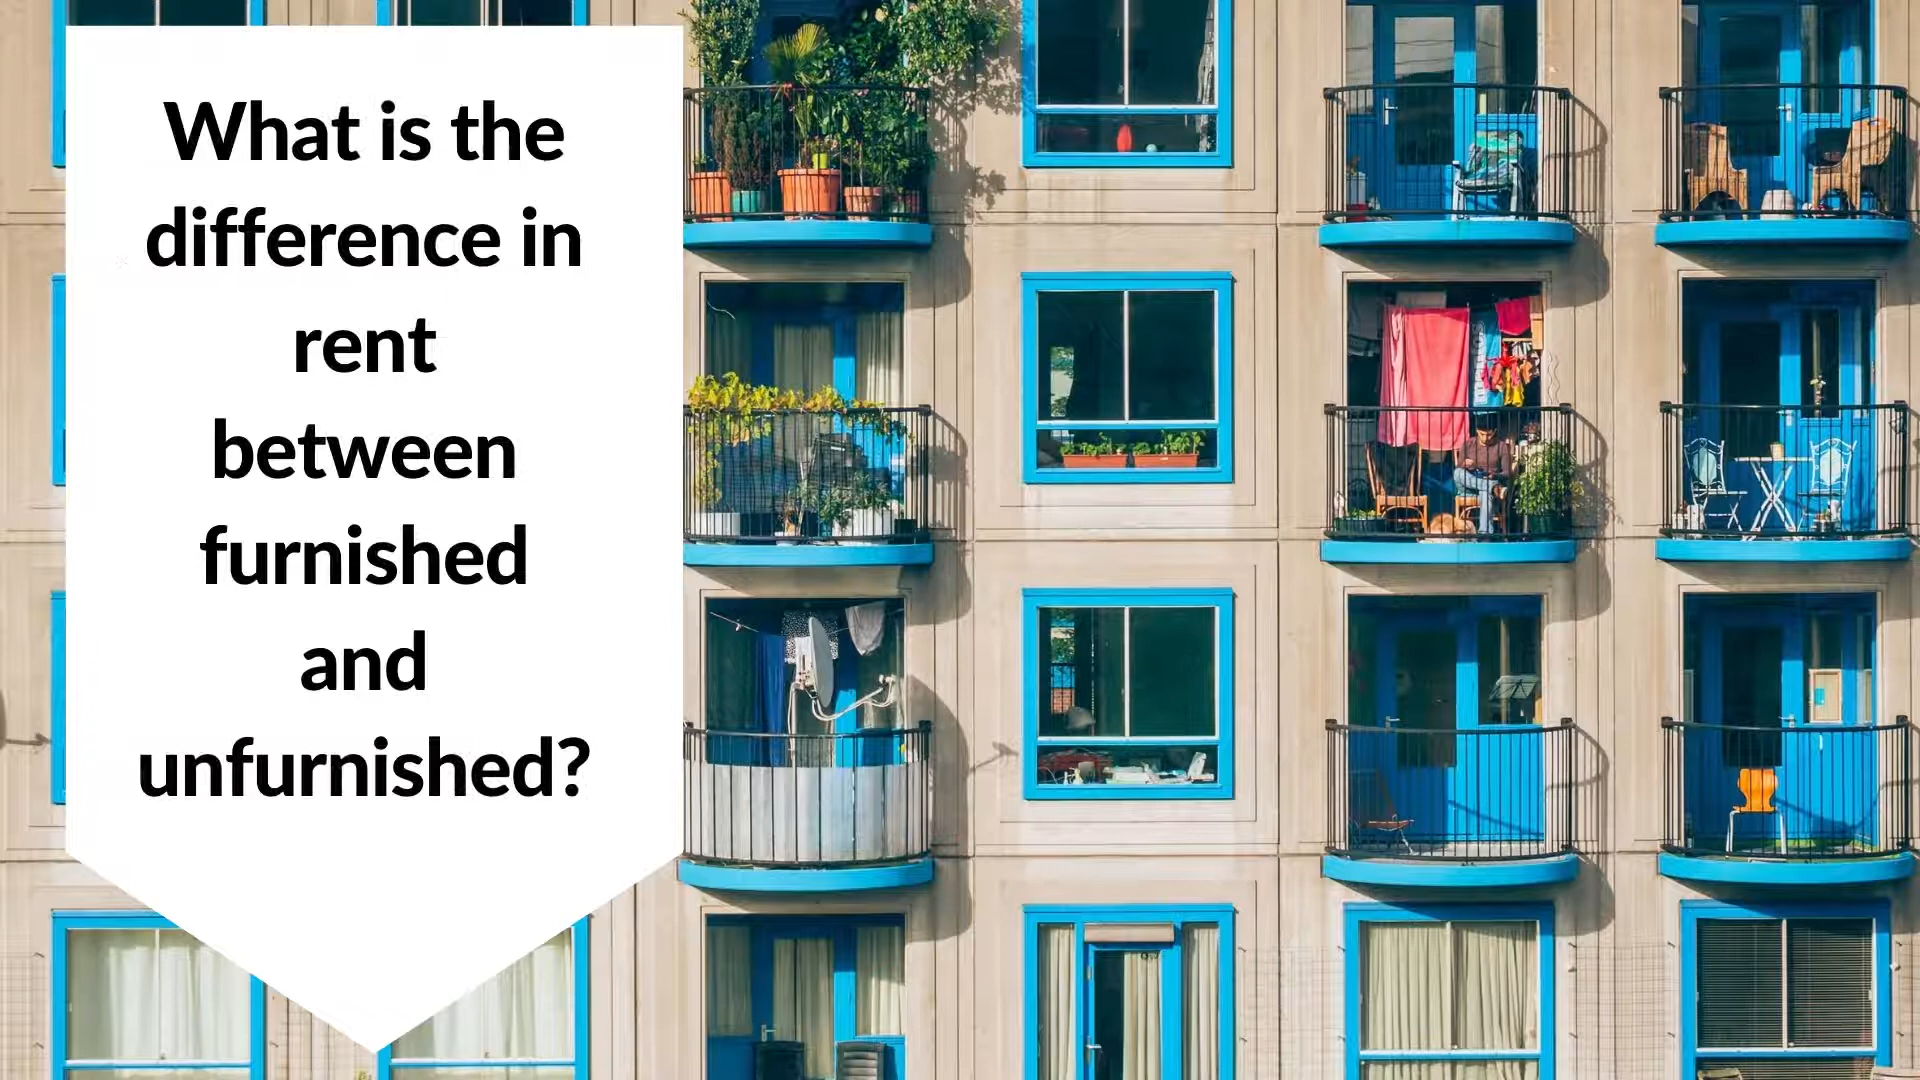 What is the
difference in
rent
between
furnished
and
unfurnished?